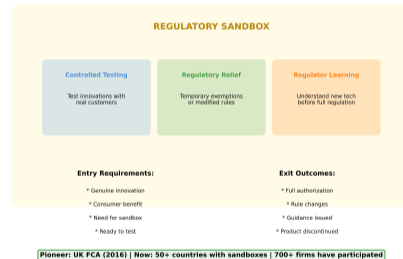 REGULATORY SANDBOX
Controlled Testing
Test innovations with
real customers
Regulatory Relief
Temporary exemptions
or modified rules
Regulator Learning
Understand new tech
before full regulation
Entry Requirements:
* Genuine innovation
* Consumer benefit
* Need for sandbox
* Ready to test
Exit Outcomes:
* Full authorization
* Rule changes
* Guidance issued
* Product discontinued
Pioneer: UK FCA (2016) | Now: 50+ countries with sandboxes | 700+ firms have participated